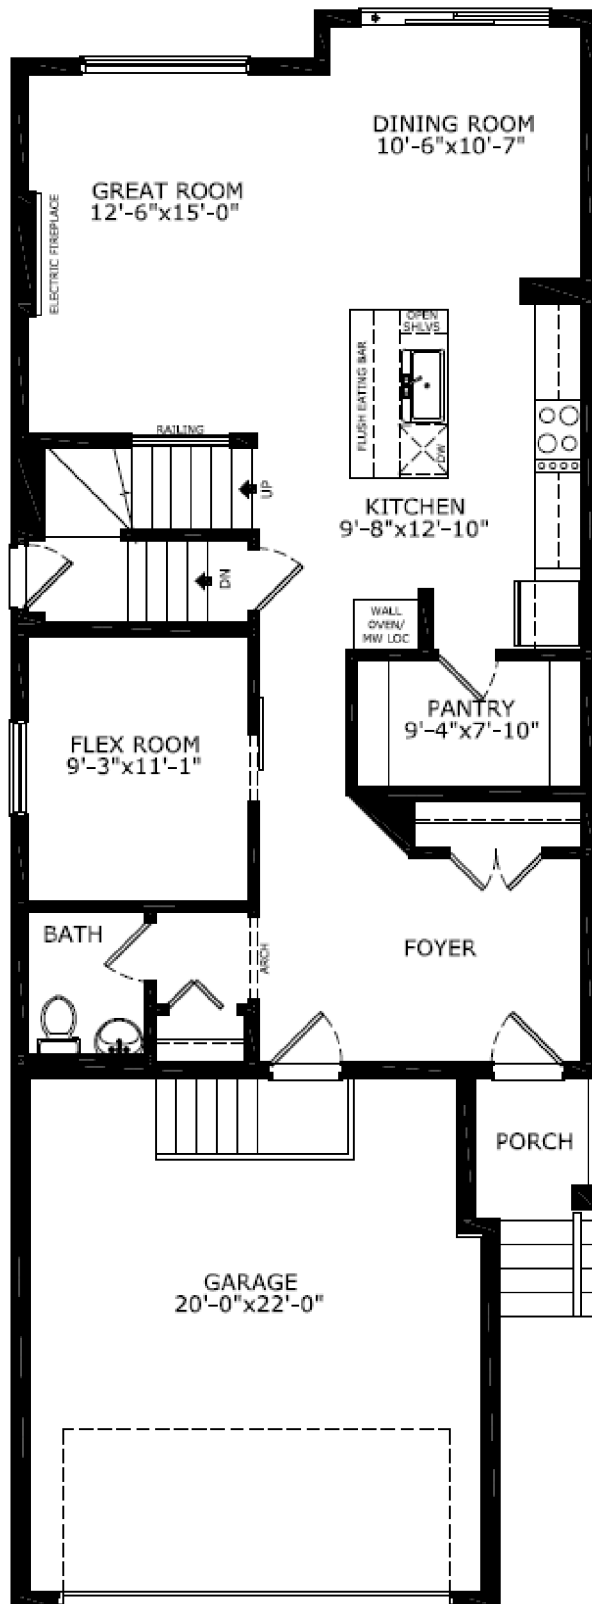 DINING ROOM
10'-6"x10'-7"
GREAT ROOM
12'-6"x15'-0"
ELECTRIC FIREPLACE
OPEN
SHLVS
FLUSH EATING BAR
DW
RAILING
UP
KITCHEN
9'-8"x12'-10"
DN
WALL
OVEN/
MW LOC
PANTRY
9'-4"x7'-10"
FLEX ROOM
9'-3"x11'-1"
BATH
ARCH
FOYER
PORCH
GARAGE
20'-0"x22'-0"